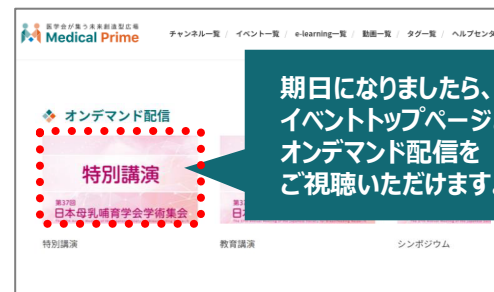 医学会が集う未来創造型広場
Medical Prime
チャンネル一覧 / イベント一覧 / e-learning一覧 / 動画一覧 / タグ一覧 / ヘルプセンタ
オンデマンド配信
期日になりましたら、
イベントトップページ
オンデマンド配信を
ご視聴いただけます。
特別講演
第37回
日本母乳哺育学会学術集会
特別講演
教育講演
シンポジウム